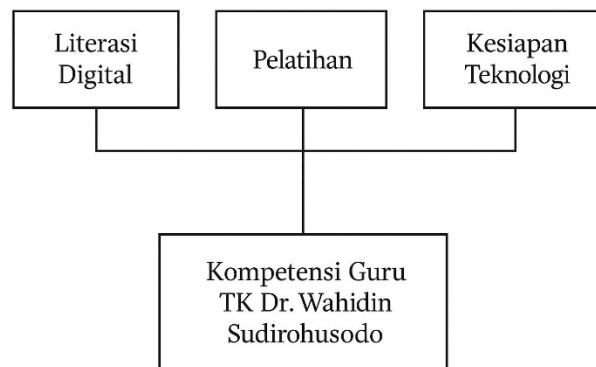 Literasi
Digital
Pelatihan
Kesiapan
Teknologi
Kompetensi Guru
TK Dr. Wahidin
Sudirohusodo